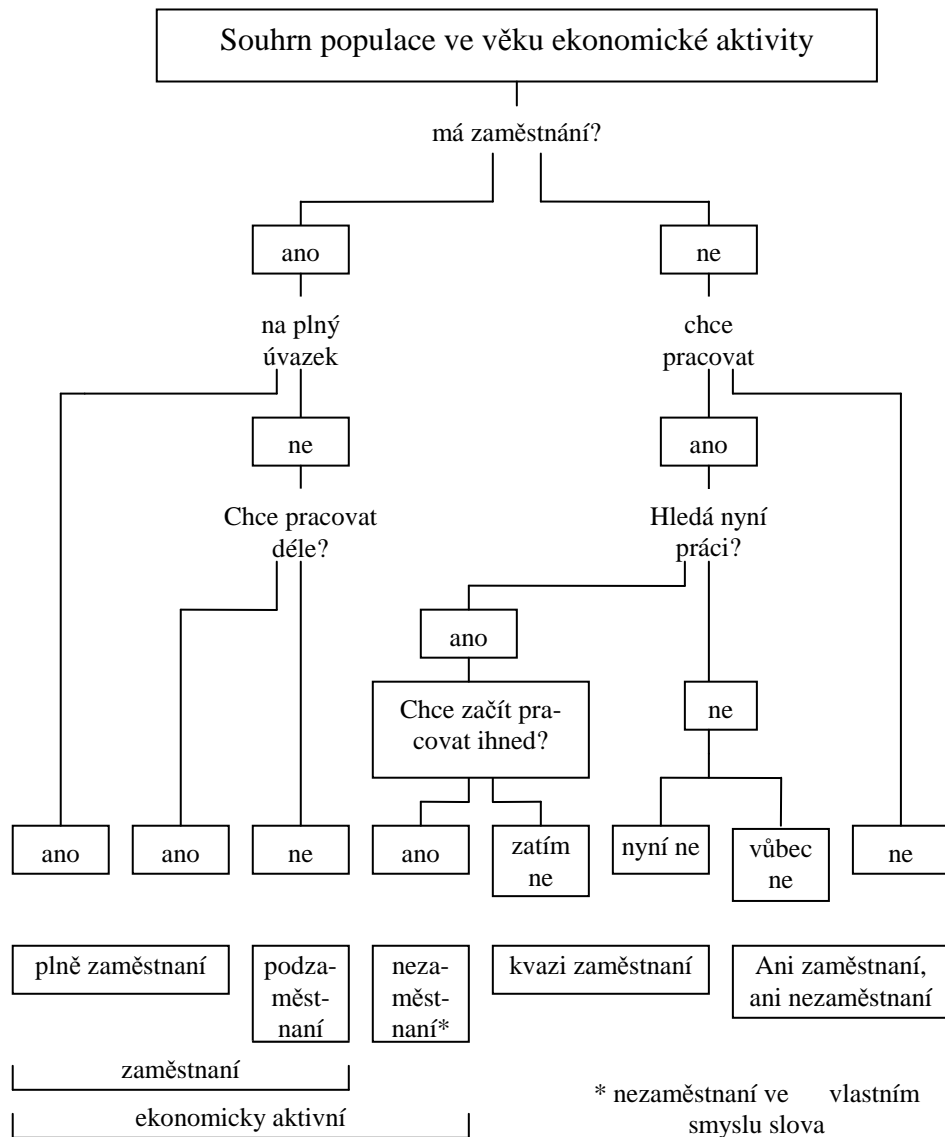 Souhrn populace ve věku ekonomické aktivity
má zaměstnání?
ano
ne
na plný
úvazek
chce
pracovat
ne
ano
Chce pracovat
déle?
Hledá nyní
práci?
ano
ne
Chce začít pra-
covat ihned?
ano
ano
ne
ano
zatím
ne
nyní ne
vůbec
ne
ne
plně zaměstnaní
podza-
měst-
naní
neza-
měst-
naní*
kvazi zaměstnaní
Ani zaměstnaní,
ani nezaměstnaní
zaměstnaní
ekonomicky aktivní
* nezaměstnaní ve vlastním
smyslu slova